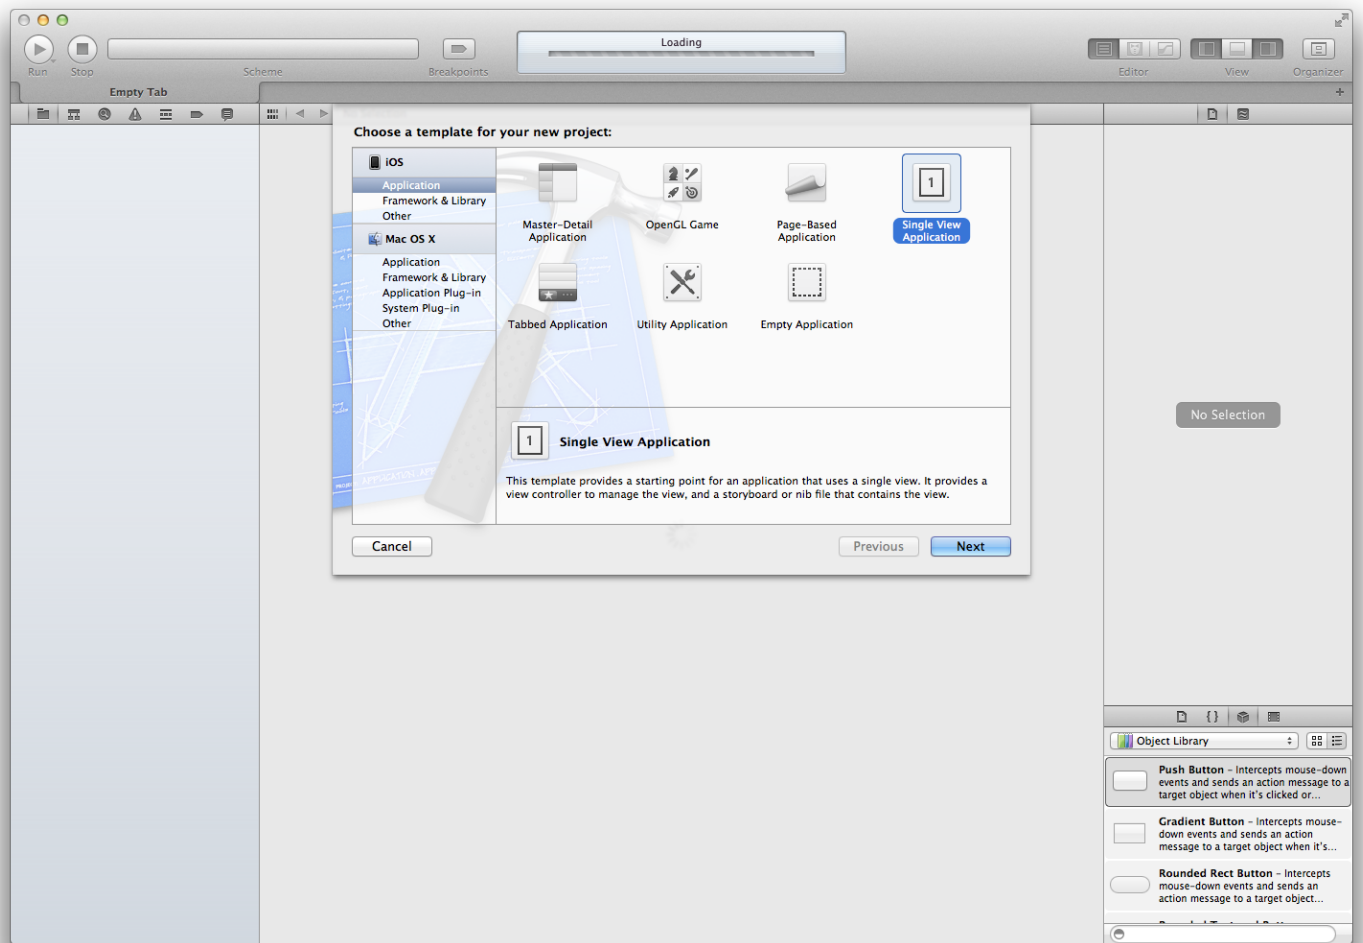 Loading
Run
Stop
Scheme
Breakpoints
Editor
View
Organizer
Empty Tab
No Selection
Choose a template for your new project:
iOS
Application
Framework & Library
Other
Mac OS X
Application
Framework & Library
Application Plug-in
System Plug-in
Other
Master-Detail
Application
OpenGL Game
Page-Based
Application
1
Single View
Application
Tabbed Application
Utility Application
Empty Application
1
Single View Application
This template provides a starting point for an application that uses a single view. It provides a
view controller to manage the view, and a storyboard or nib file that contains the view.
Cancel
Previous
Next
No Selection
{}
Object Library
Push Button - Intercepts mouse-down
events and sends an action message to a
target object when it's clicked or...
Gradient Button - Intercepts mouse-
down events and sends an action
message to a target object when it's...
Rounded Rect Button - Intercepts
mouse-down events and sends an
action message to a target object...